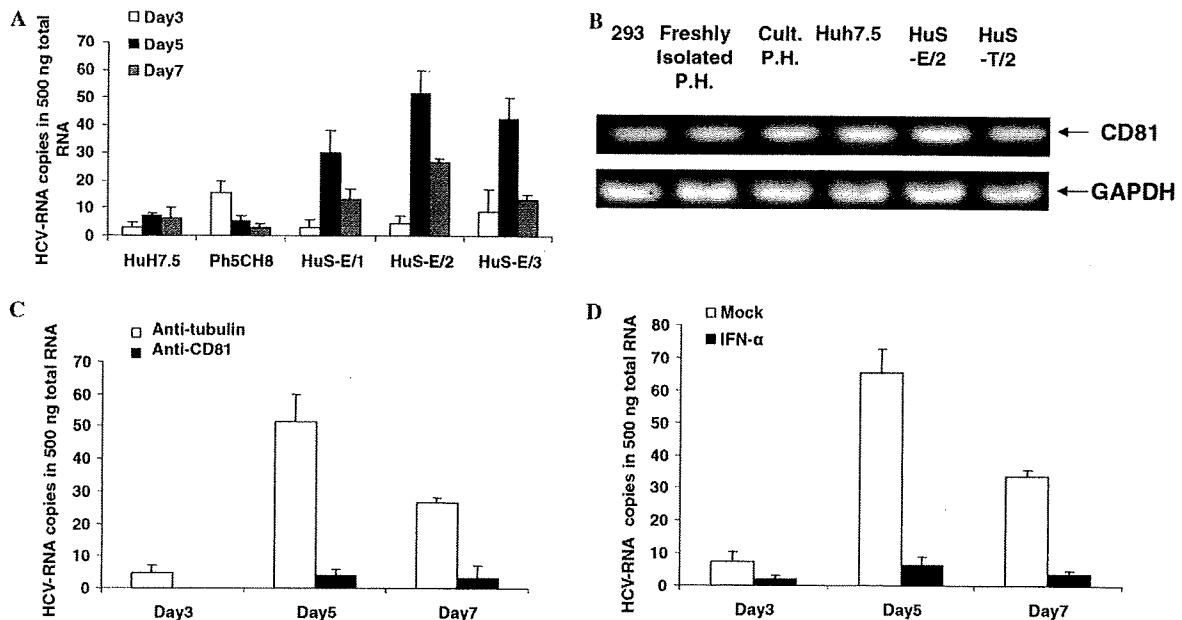 A
Day3
Day5
Day7
HCV-RNA copies in 500 ng total
RNA
70
60
50
40
30
20
10
0
HuH7.5 Ph5CH8 HuS-E/1 HuS-E/2 HuS-E/3
B
293 Freshly Isolated P.H. Cult. P.H. Huh7.5 HuS -E/2 HuS -T/2
CD81
GAPDH
C
Anti-tubulin
Anti-CD81
HCV-RNA copies in 500 ng total RNA
70
60
50
40
30
20
10
0
Day3 Day5 Day7
D
Mock
IFN-α
HCV-RNA copies in 500 ng total RNA
80
70
60
50
40
30
20
10
0
Day3 Day5 Day7